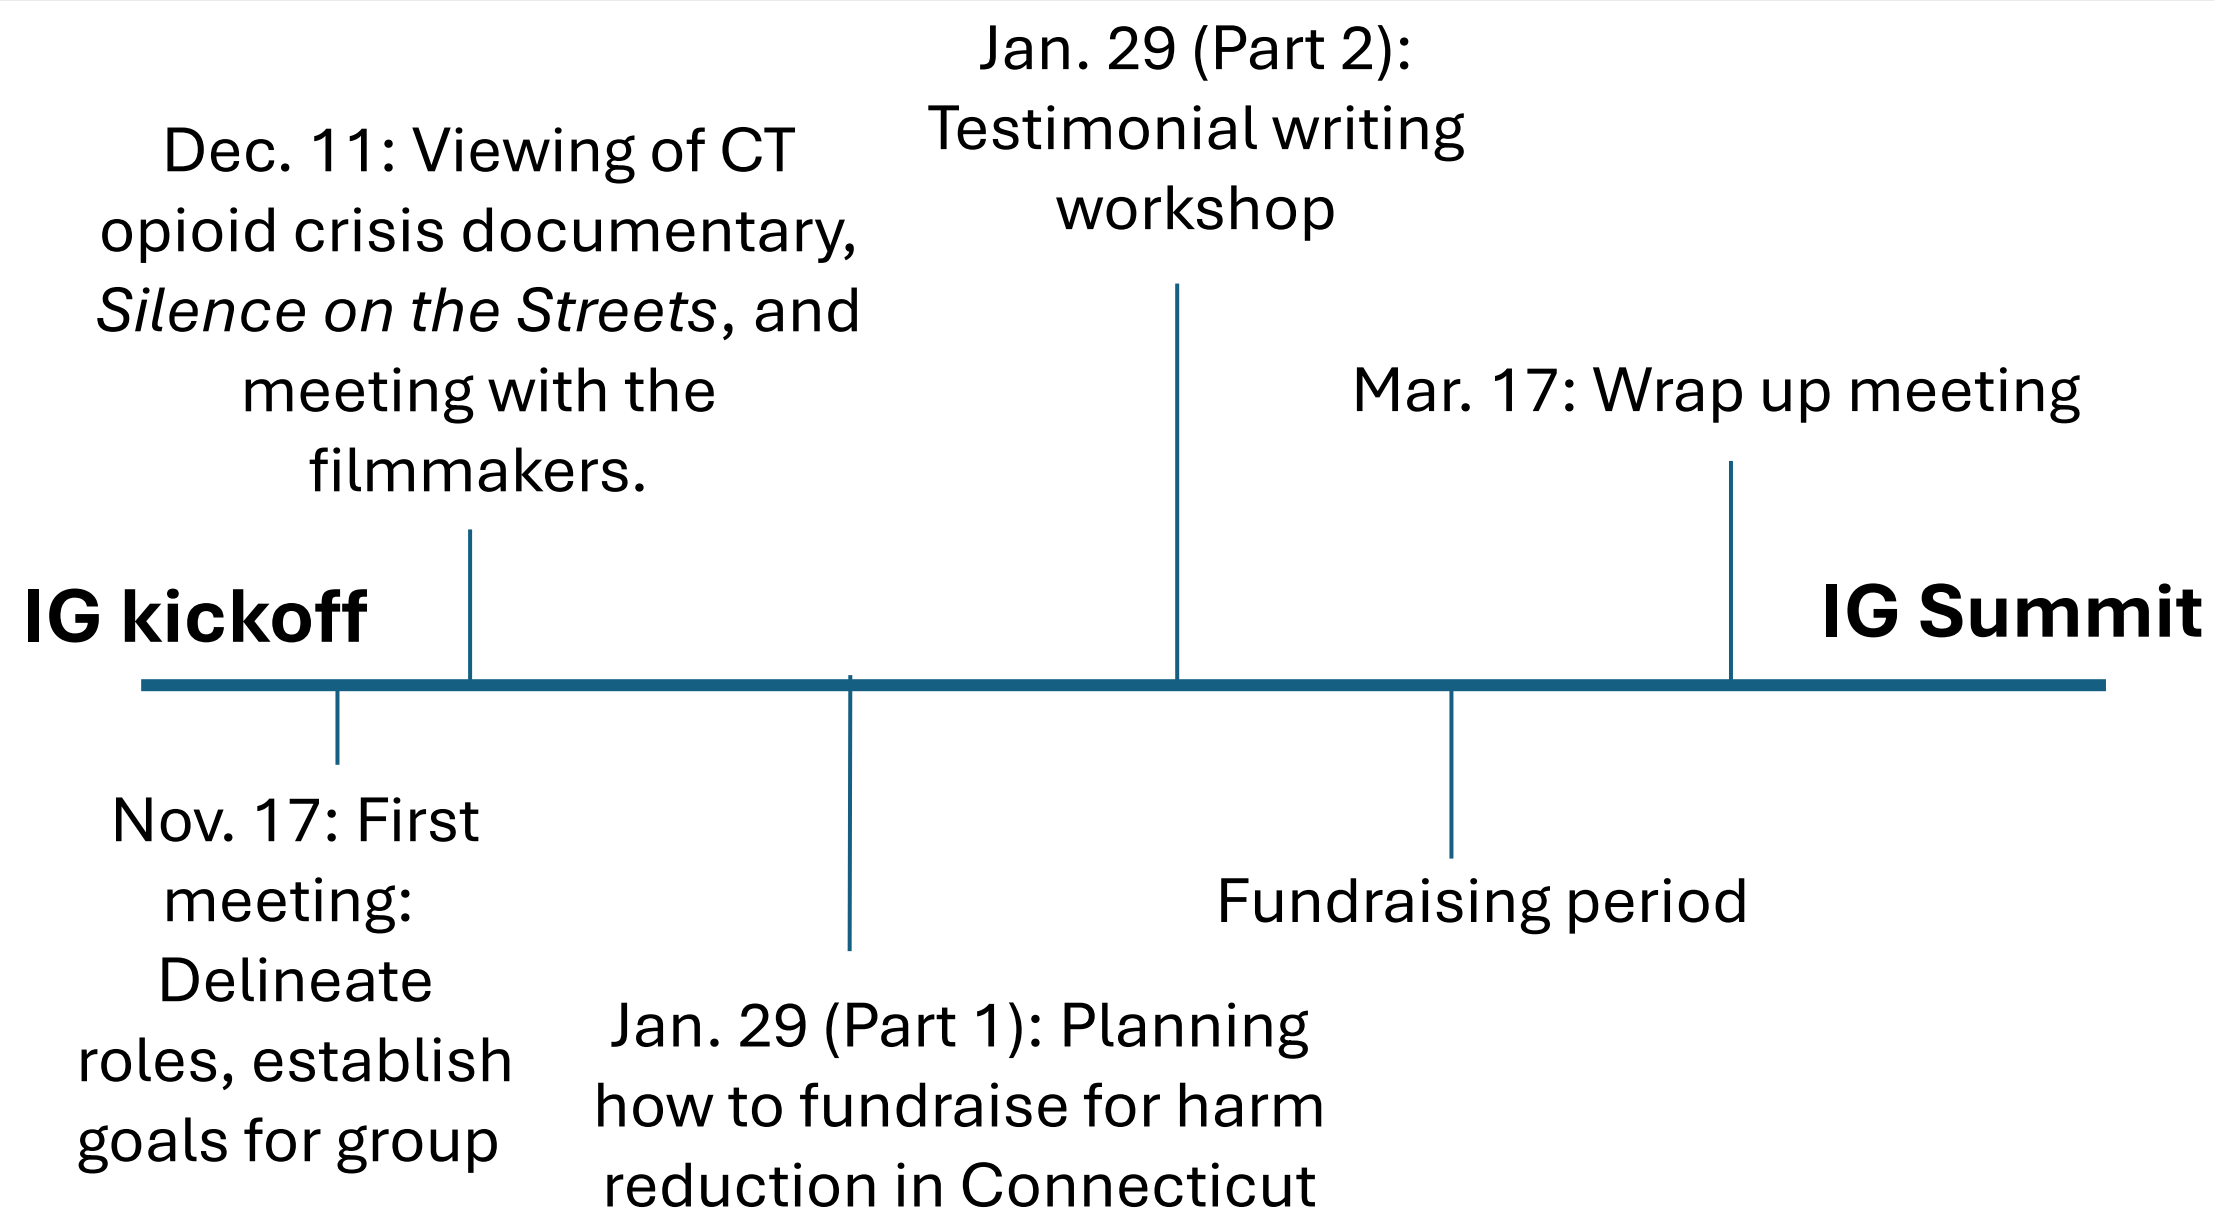 Jan. 29 (Part 2):
Testimonial writing
workshop
Dec. 11: Viewing of CT
opioid crisis documentary,
Silence on the Streets, and
meeting with the
filmmakers.
Mar. 17: Wrap up meeting
IG kickoff
IG Summit
Nov. 17: First
meeting:
Delineate
roles, establish
goals for group
Jan. 29 (Part 1): Planning
how to fundraise for harm
reduction in Connecticut
Fundraising period